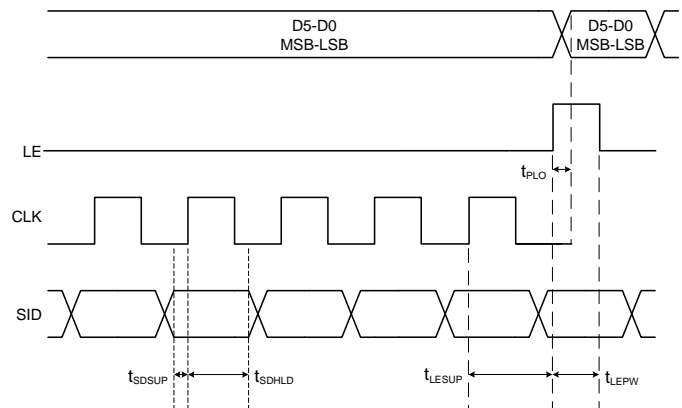 D5-D0
MSB-LSB
D5-D0
MSB-LSB
LE
tPLO
CLK
SID
tSDSUP
tSDHLD
tLESUP
tLEPW